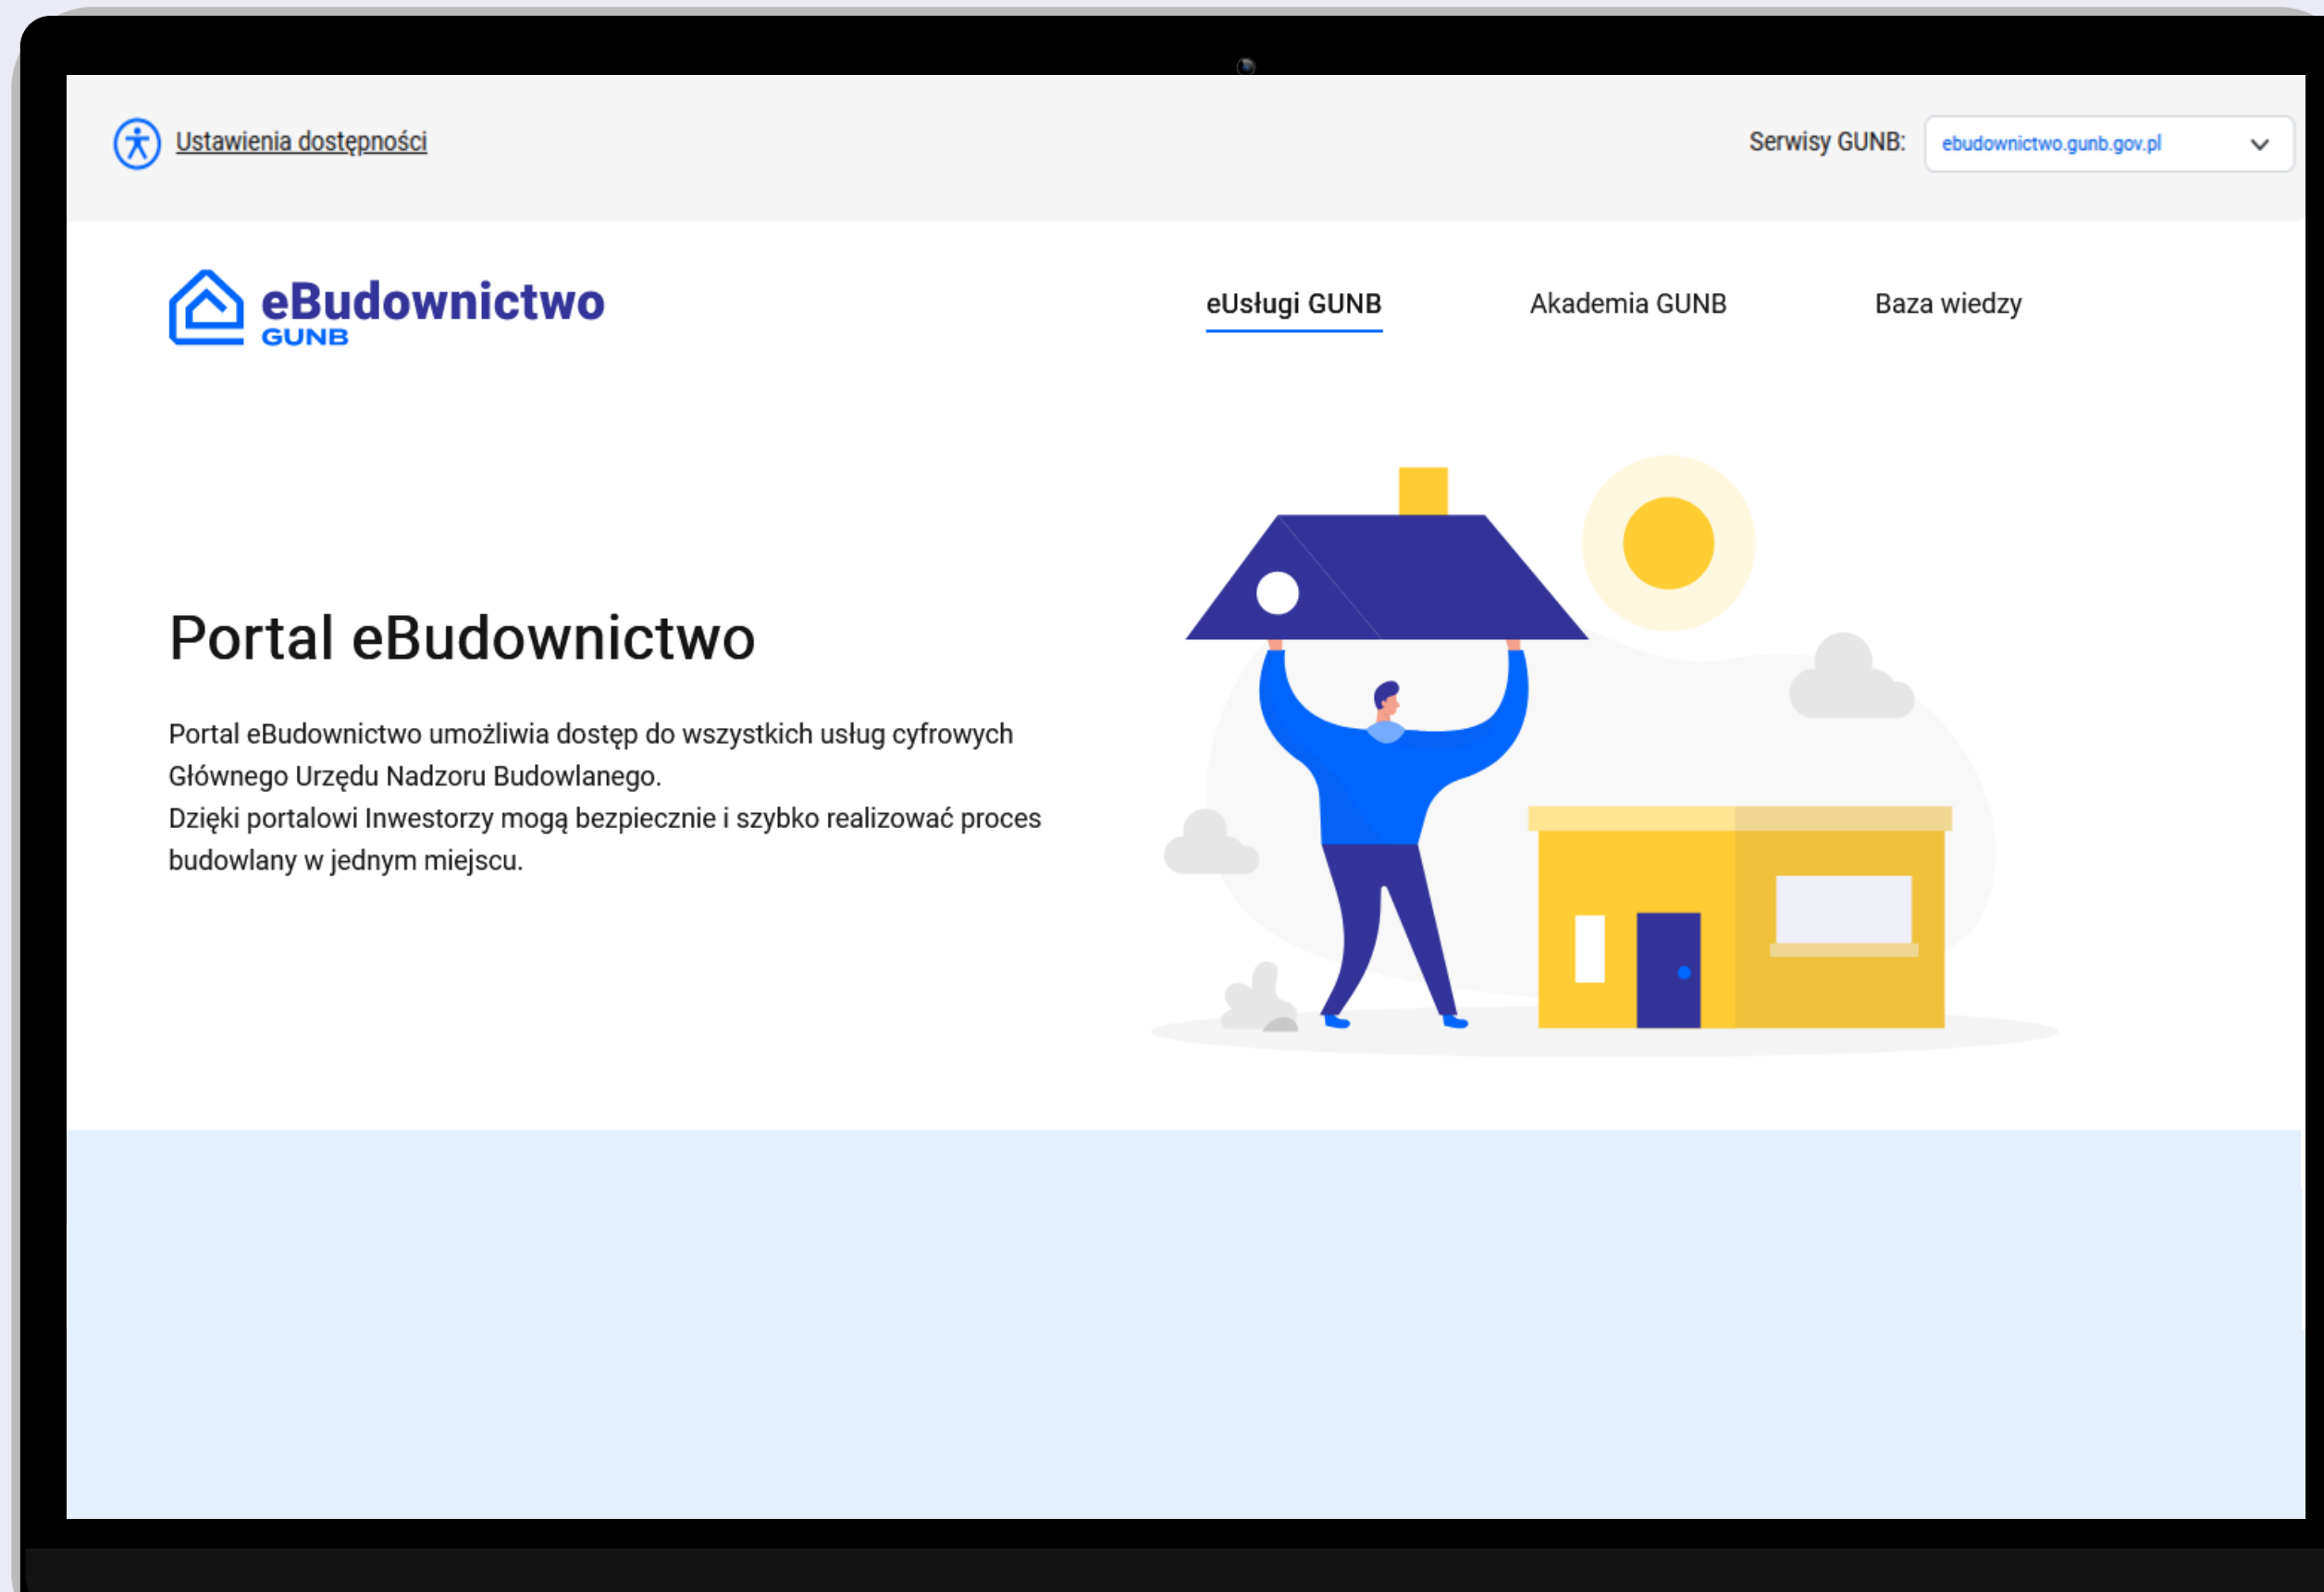 Ustawienia dostępności
Serwisy GUNB:
ebudownictwo.gunb.gov.pl
eBudownictwo
GUNB
eUsługi GUNB
Akademia GUNB
Baza wiedzy
Portal eBudownictwo
Portal eBudownictwo umożliwia dostęp do wszystkich usług cyfrowych
Głównego Urzędu Nadzoru Budowlanego.
Dzięki portalowi Inwestorzy mogą bezpiecznie i szybko realizować proces
budowlany w jednym miejscu.